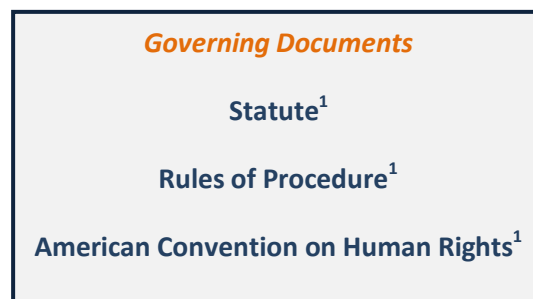 Governing Documents
Statute¹
Rules of Procedure¹
American Convention on Human Rights¹